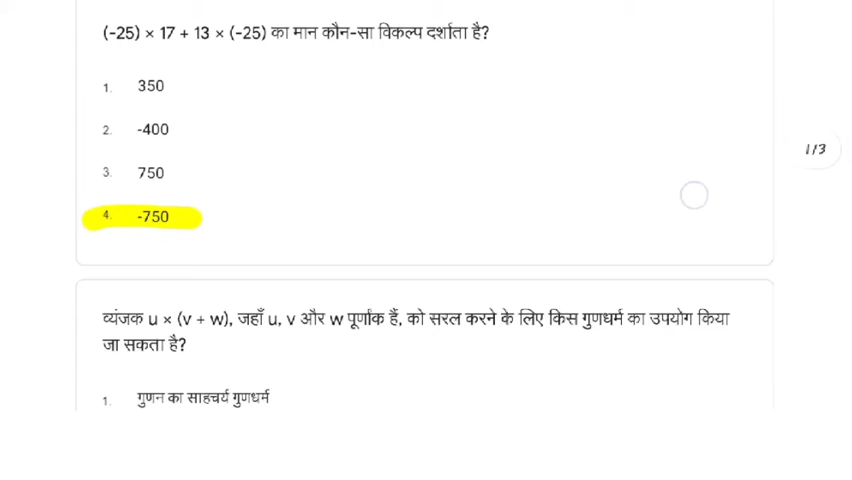 (-25) × 17 + 13 × (-25) का मान कौन-सा विकल्प दर्शाता है?
1. 350
2. -400
3. 750
4. -750
1/3
व्यंजक u × (v + w), जहाँ u, v और w पूर्णांक हैं, को सरल करने के लिए किस गुणधर्म का उपयोग किया
जा सकता है?
1. गुणन का साहचर्य गुणधर्म